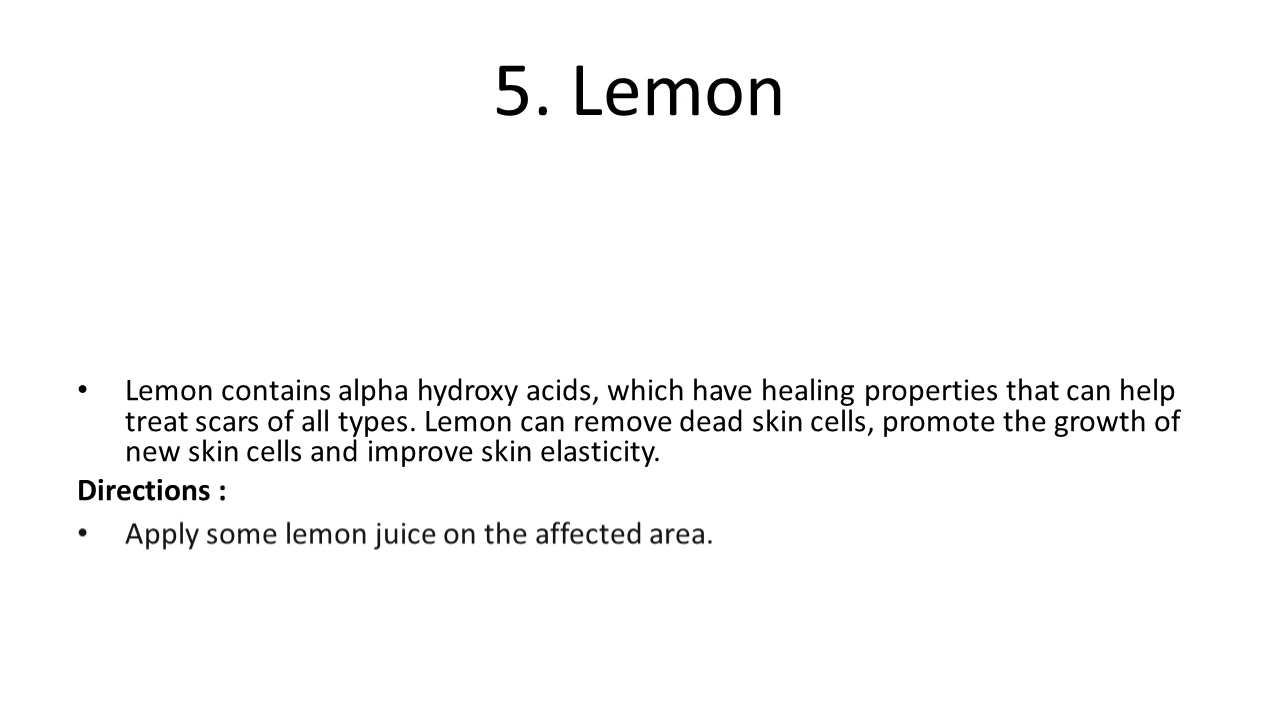 5. Lemon
• Lemon contains alpha hydroxy acids, which have healing properties that can help
treat scars of all types. Lemon can remove dead skin cells, promote the growth of
new skin cells and improve skin elasticity.
Directions :
• Apply some lemon juice on the affected area.